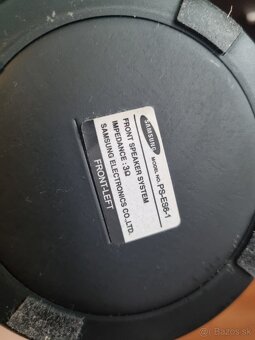 SAMSUNG
MODEL NO. PS-ES6-1
FRONT SPEAKER SYSTEM
IMPEDANCE : 3Ω
SAMSUNG ELECTRONICS CO.,LTD.
FRONT-LEFT
Bazos.sk